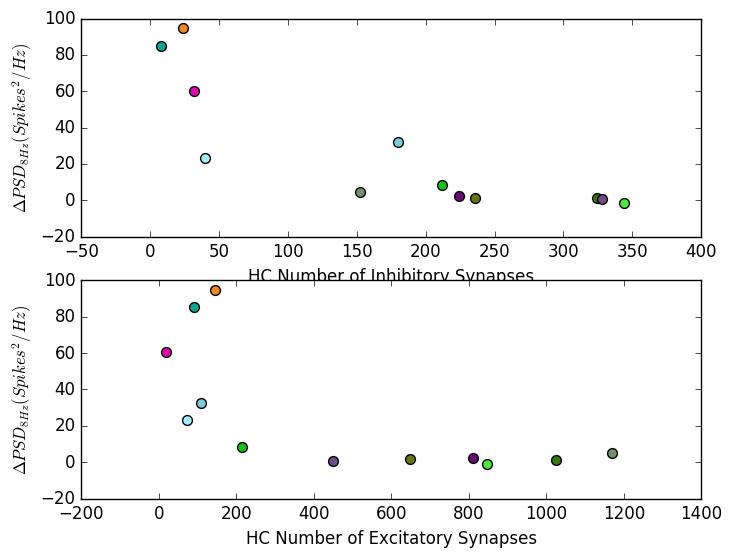 100
80
60
40
20
0
−20
ΔPSD8Hz(Spikes²/Hz)
−50 0 50 100 150 200 250 300 350 400
HC Number of Inhibitory Synapses
100
80
60
40
20
0
−20
ΔPSD8Hz(Spikes²/Hz)
−200 0 200 400 600 800 1000 1200 1400
HC Number of Excitatory Synapses